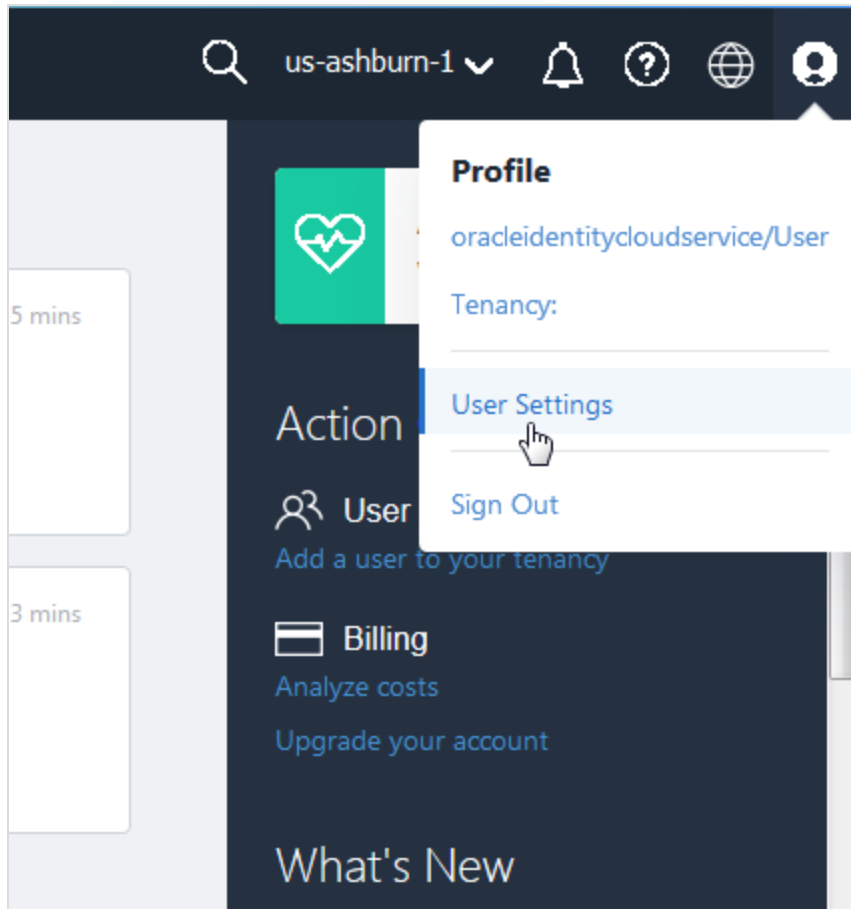 us-ashburn-1
Profile
oracleidentitycloudservice/User
Tenancy:
User Settings
Sign Out
5 mins
3 mins
Action
User
Add a user to your tenancy
Billing
Analyze costs
Upgrade your account
What's New